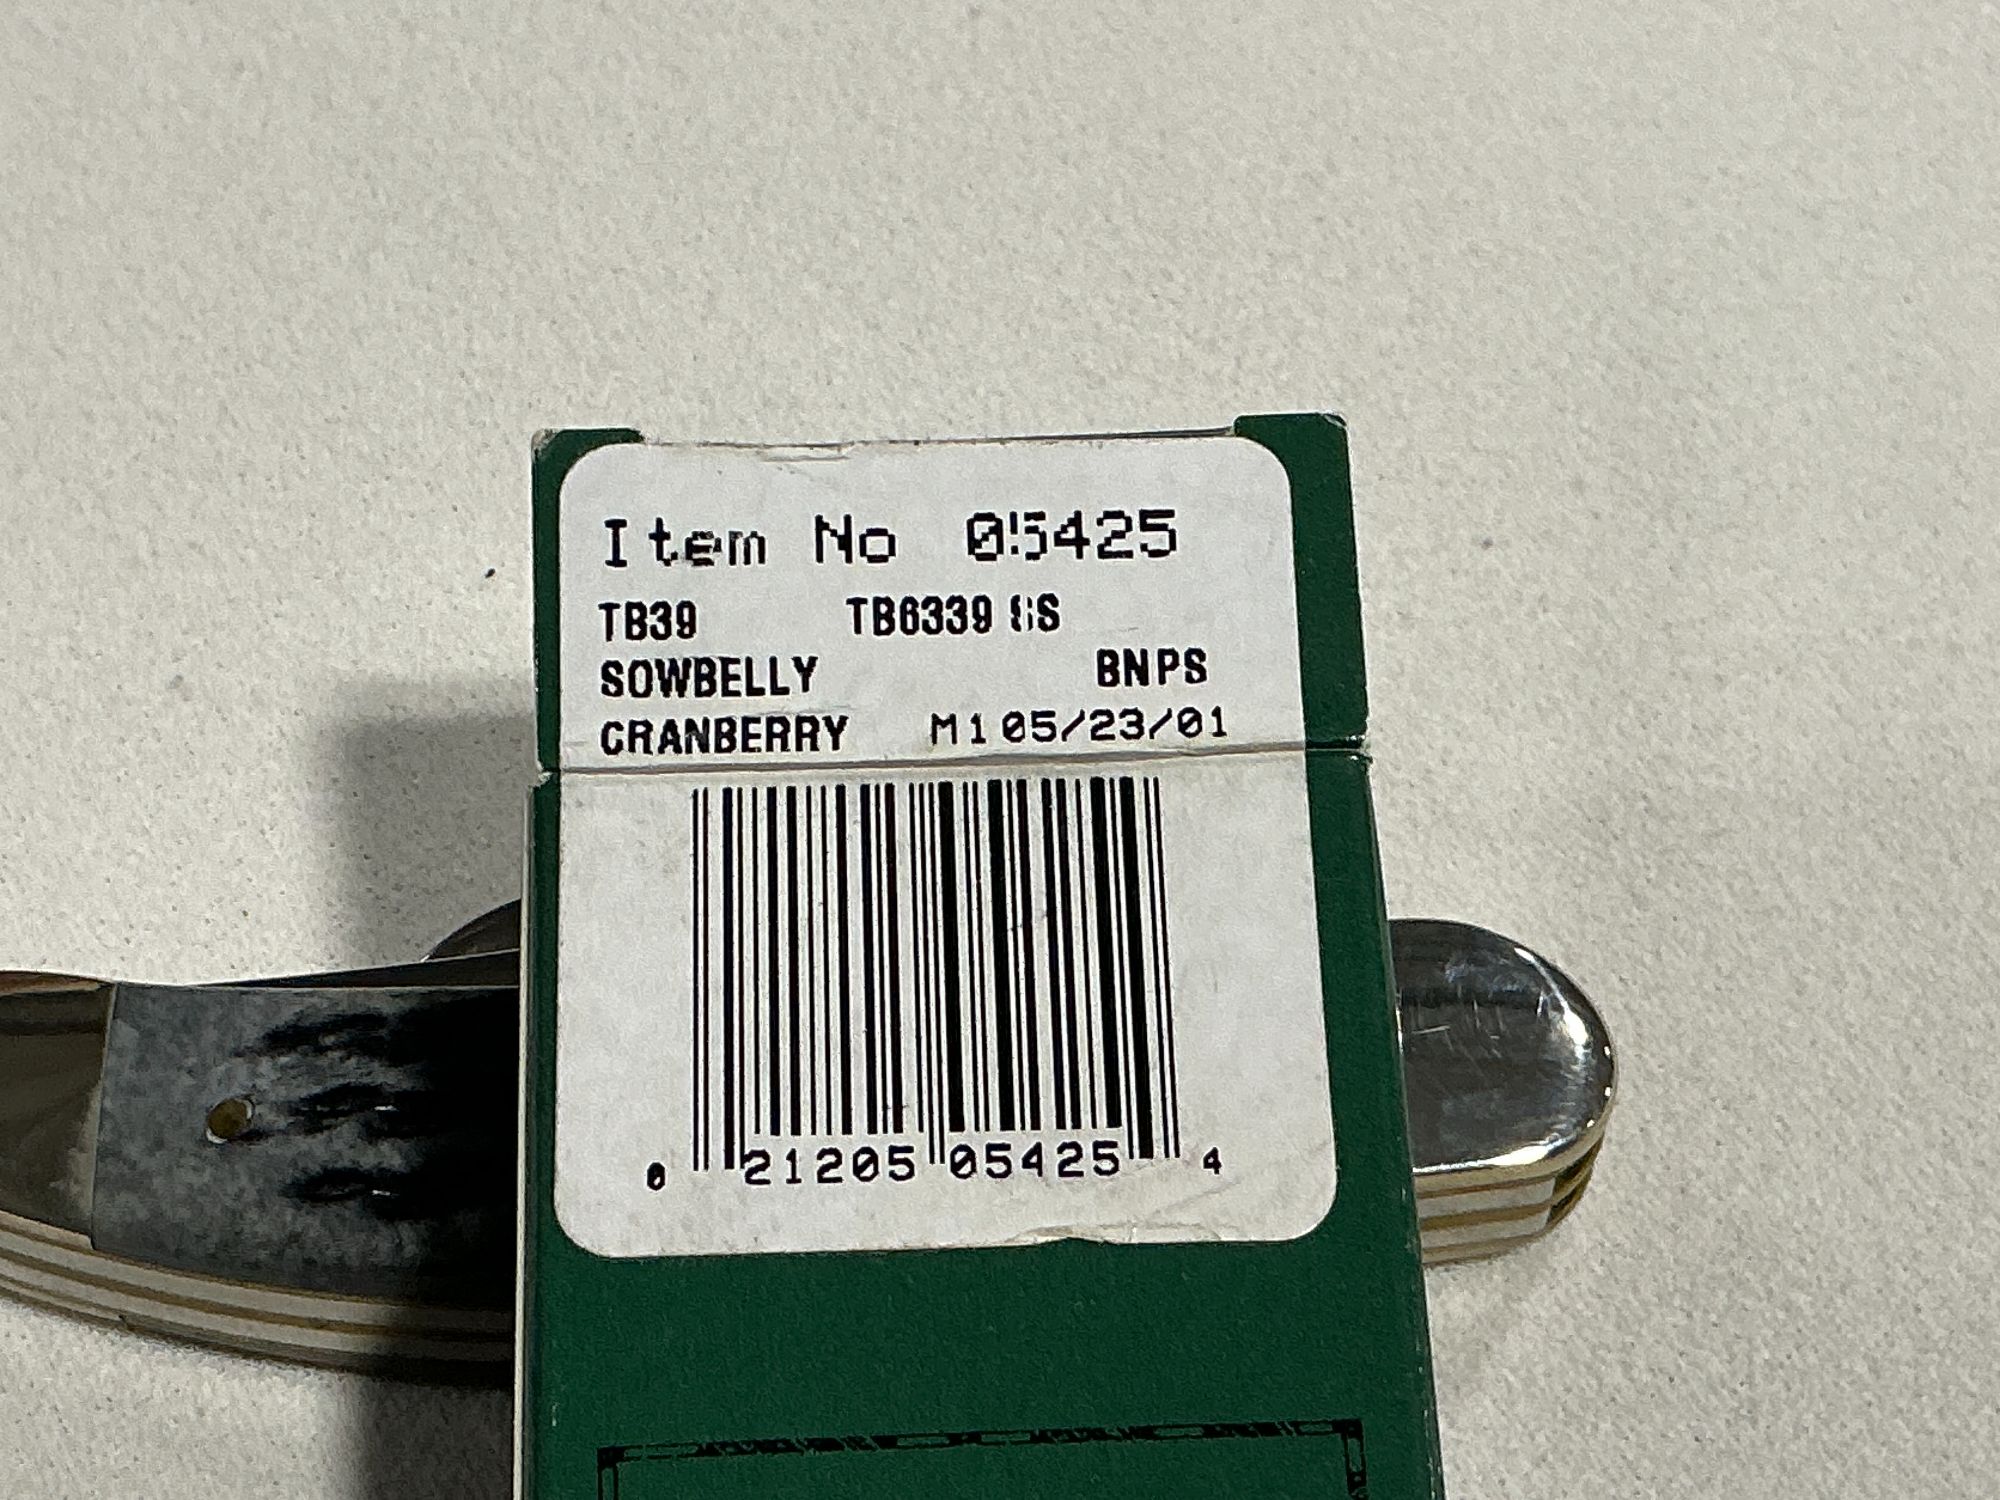 Item No 05425
TB39 TB6339 SS
SOWBELLY BNPS
CRANBERRY M1 05/23/01
0 21205 05425 4